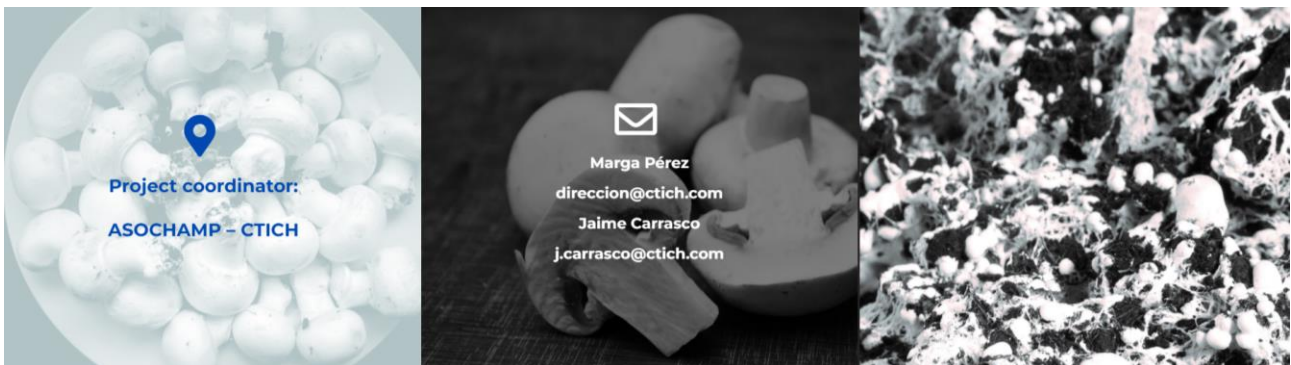 Project coordinator:
ASOCHAMP – CTICH
Marga Pérez
direccion@ctich.com
Jaime Carrasco
j.carrasco@ctich.com